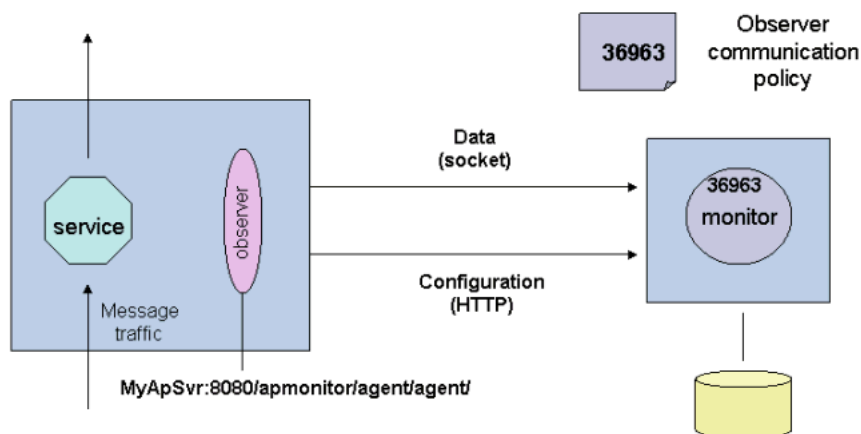 36963
Observer
communication
policy
Data
(socket)
36963
monitor
service
observer
Message
traffic
Configuration
(HTTP)
MyApSvr:8080/apmonitor/agent/agent/